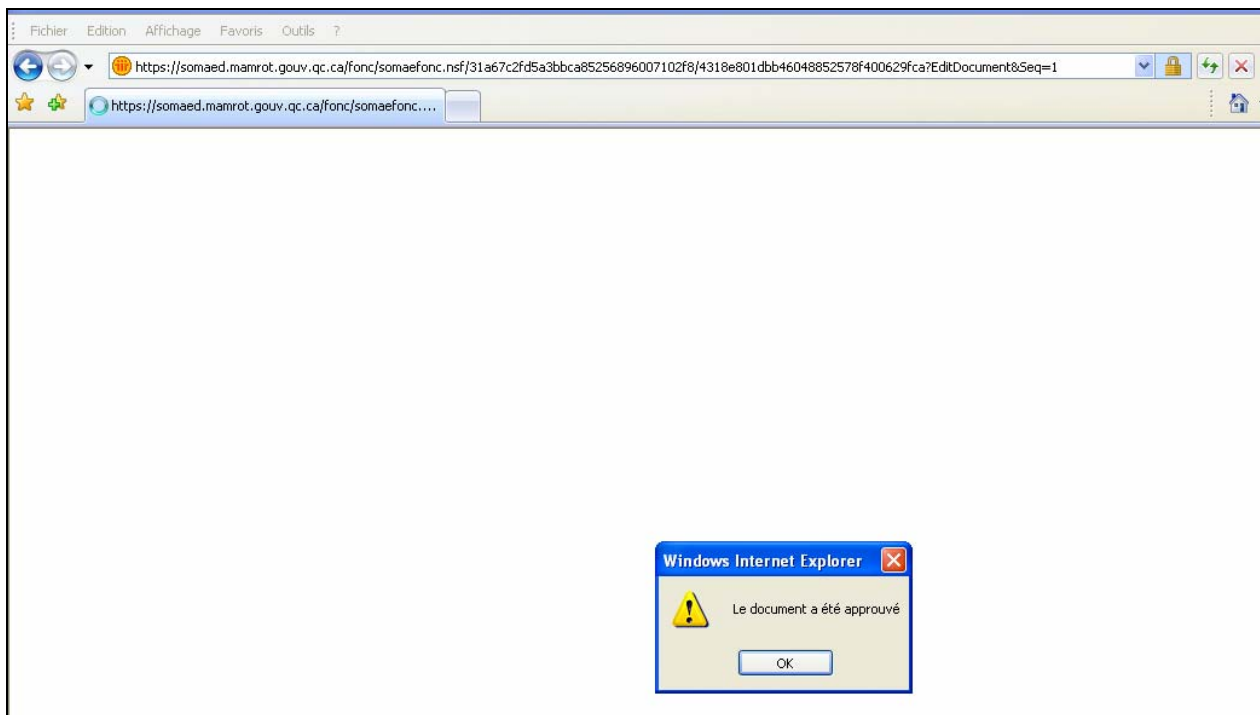 Fichier Edition Affichage Favoris Outils ?
https://somaed.mamrot.gouv.qc.ca/fonc/somaefonc.nsf/31a67c2fd5a3bbca85256896007102f8/4318e801dbb46048852578f400629fca?EditDocument&Seq=1
https://somaed.mamrot.gouv.qc.ca/fonc/somaefonc....
Windows Internet Explorer
Le document a été approuvé
OK